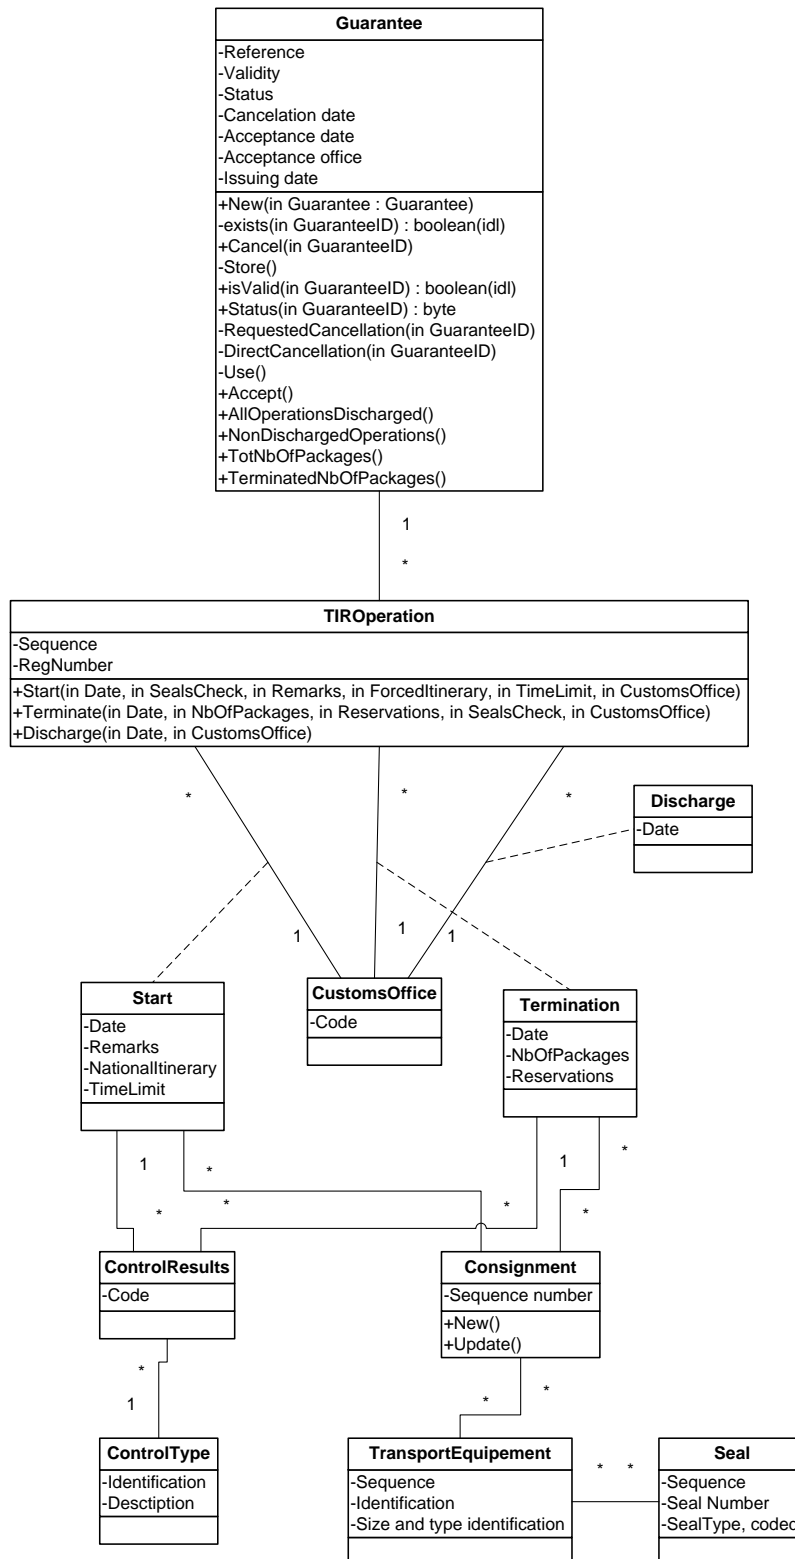 Guarantee
-Reference
-Validity
-Status
-Cancelation date
-Acceptance date
-Acceptance office
-Issuing date
+New(in Guarantee : Guarantee)
-exists(in GuaranteeID) : boolean(idl)
+Cancel(in GuaranteeID)
-Store()
+isValid(in GuaranteeID) : boolean(idl)
+Status(in GuaranteeID) : byte
-RequestedCancellation(in GuaranteeID)
-DirectCancellation(in GuaranteeID)
-Use()
+Accept()
+AllOperationsDischarged()
+NonDischargedOperations()
+TotNbOfPackages()
+TerminatedNbOfPackages()
1
*
TIROperation
-Sequence
-RegNumber
+Start(in Date, in SealsCheck, in Remarks, in ForcedItinerary, in TimeLimit, in CustomsOffice)
+Terminate(in Date, in NbOfPackages, in Reservations, in SealsCheck, in CustomsOffice)
+Discharge(in Date, in CustomsOffice)
* * *
Discharge
-Date
1 1 1
Start
-Date
-Remarks
-NationalItinerary
-TimeLimit
CustomsOffice
-Code
Termination
-Date
-NbOfPackages
-Reservations
1 * 1 *
* * * *
ControlResults
-Code
Consignment
-Sequence number
+New()
+Update()
* *
1 *
ControlType
-Identification
-Desctiption
TransportEquipement
-Sequence
-Identification
-Size and type identification
* *
Seal
-Sequence
-Seal Number
-SealType, coded